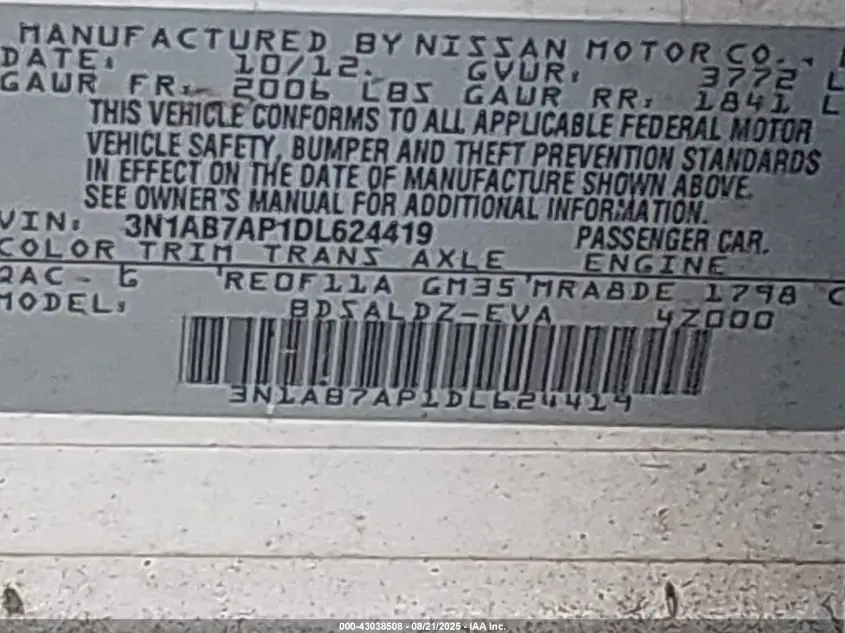 MANUFACTURED BY NISSAN MOTOR CO.,
DATE: 10/12. GVWR: 3772 L
GAWR FR: 2006 LBS GAWR RR: 1841 L
THIS VEHICLE CONFORMS TO ALL APPLICABLE FEDERAL MOTOR
VEHICLE SAFETY, BUMPER AND THEFT PREVENTION STANDARDS
IN EFFECT ON THE DATE OF MANUFACTURE SHOWN ABOVE.
SEE OWNER'S MANUAL FOR ADDITIONAL INFORMATION.
VIN: 3N1AB7AP1DL624419 PASSENGER CAR.
COLOR TRIM TRANS AXLE ENGINE
QAC - G RE0F11A GM35 MRA8DE 1798 C
MODEL: BDSALDZ-EVA 4Z000
3N1AB7AP1DL624419
000-43038508 - 08/21/2025 - IAA Inc.